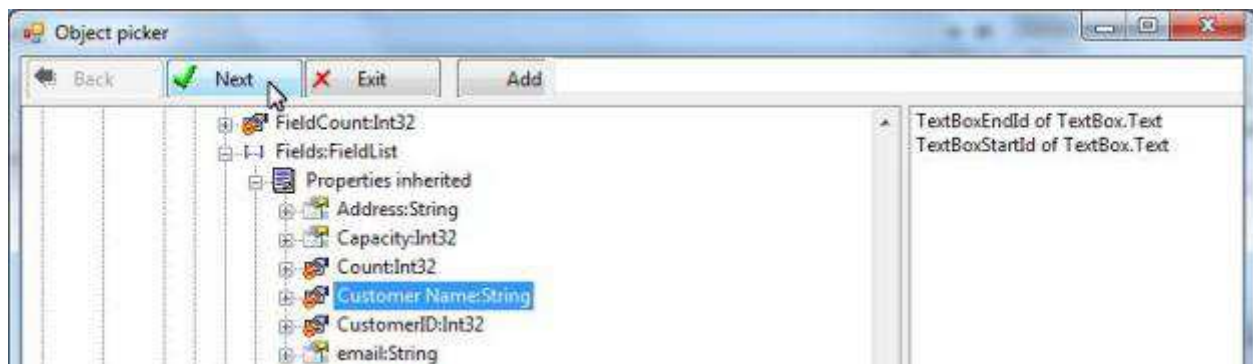 Object picker
Back Next Exit Add
FieldCount:Int32
Fields:FieldList
Properties inherited
Address:String
Capacity:Int32
Count:Int32
Customer Name:String
CustomerID:Int32
email:String
TextBoxEndId of TextBox.Text
TextBoxStartId of TextBox.Text